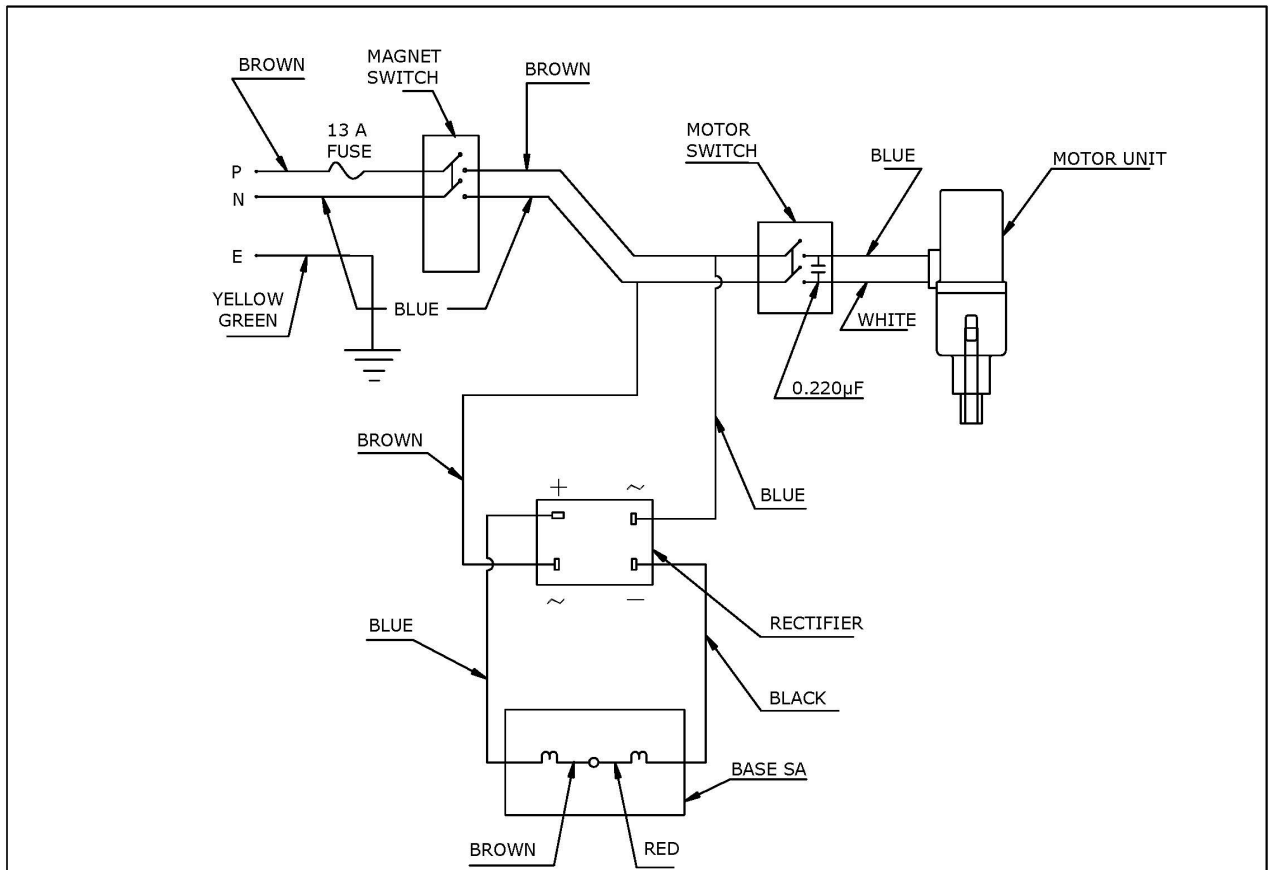 BROWN
MAGNET
SWITCH
BROWN
13 A
FUSE
MOTOR
SWITCH
BLUE
MOTOR UNIT
P
N
E
YELLOW
GREEN
BLUE
WHITE
0.220µF
BROWN
BLUE
+
~
~
−
RECTIFIER
BLUE
BLACK
BASE SA
BROWN
RED